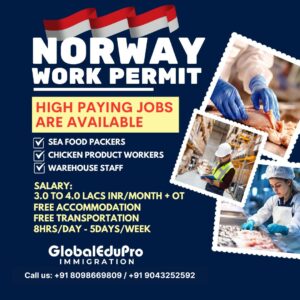 NORWAY
WORK PERMIT
HIGH PAYING JOBS
ARE AVAILABLE
SEA FOOD PACKERS
CHICKEN PRODUCT WORKERS
WAREHOUSE STAFF
SALARY:
3.0 TO 4.0 LACS INR/MONTH + OT
FREE ACCOMMODATION
FREE TRANSPORTATION
8HRS/DAY - 5DAYS/WEEK
GlobalEduPro
IMMIGRATION
Call us: +91 8098669809 / +91 9043252592